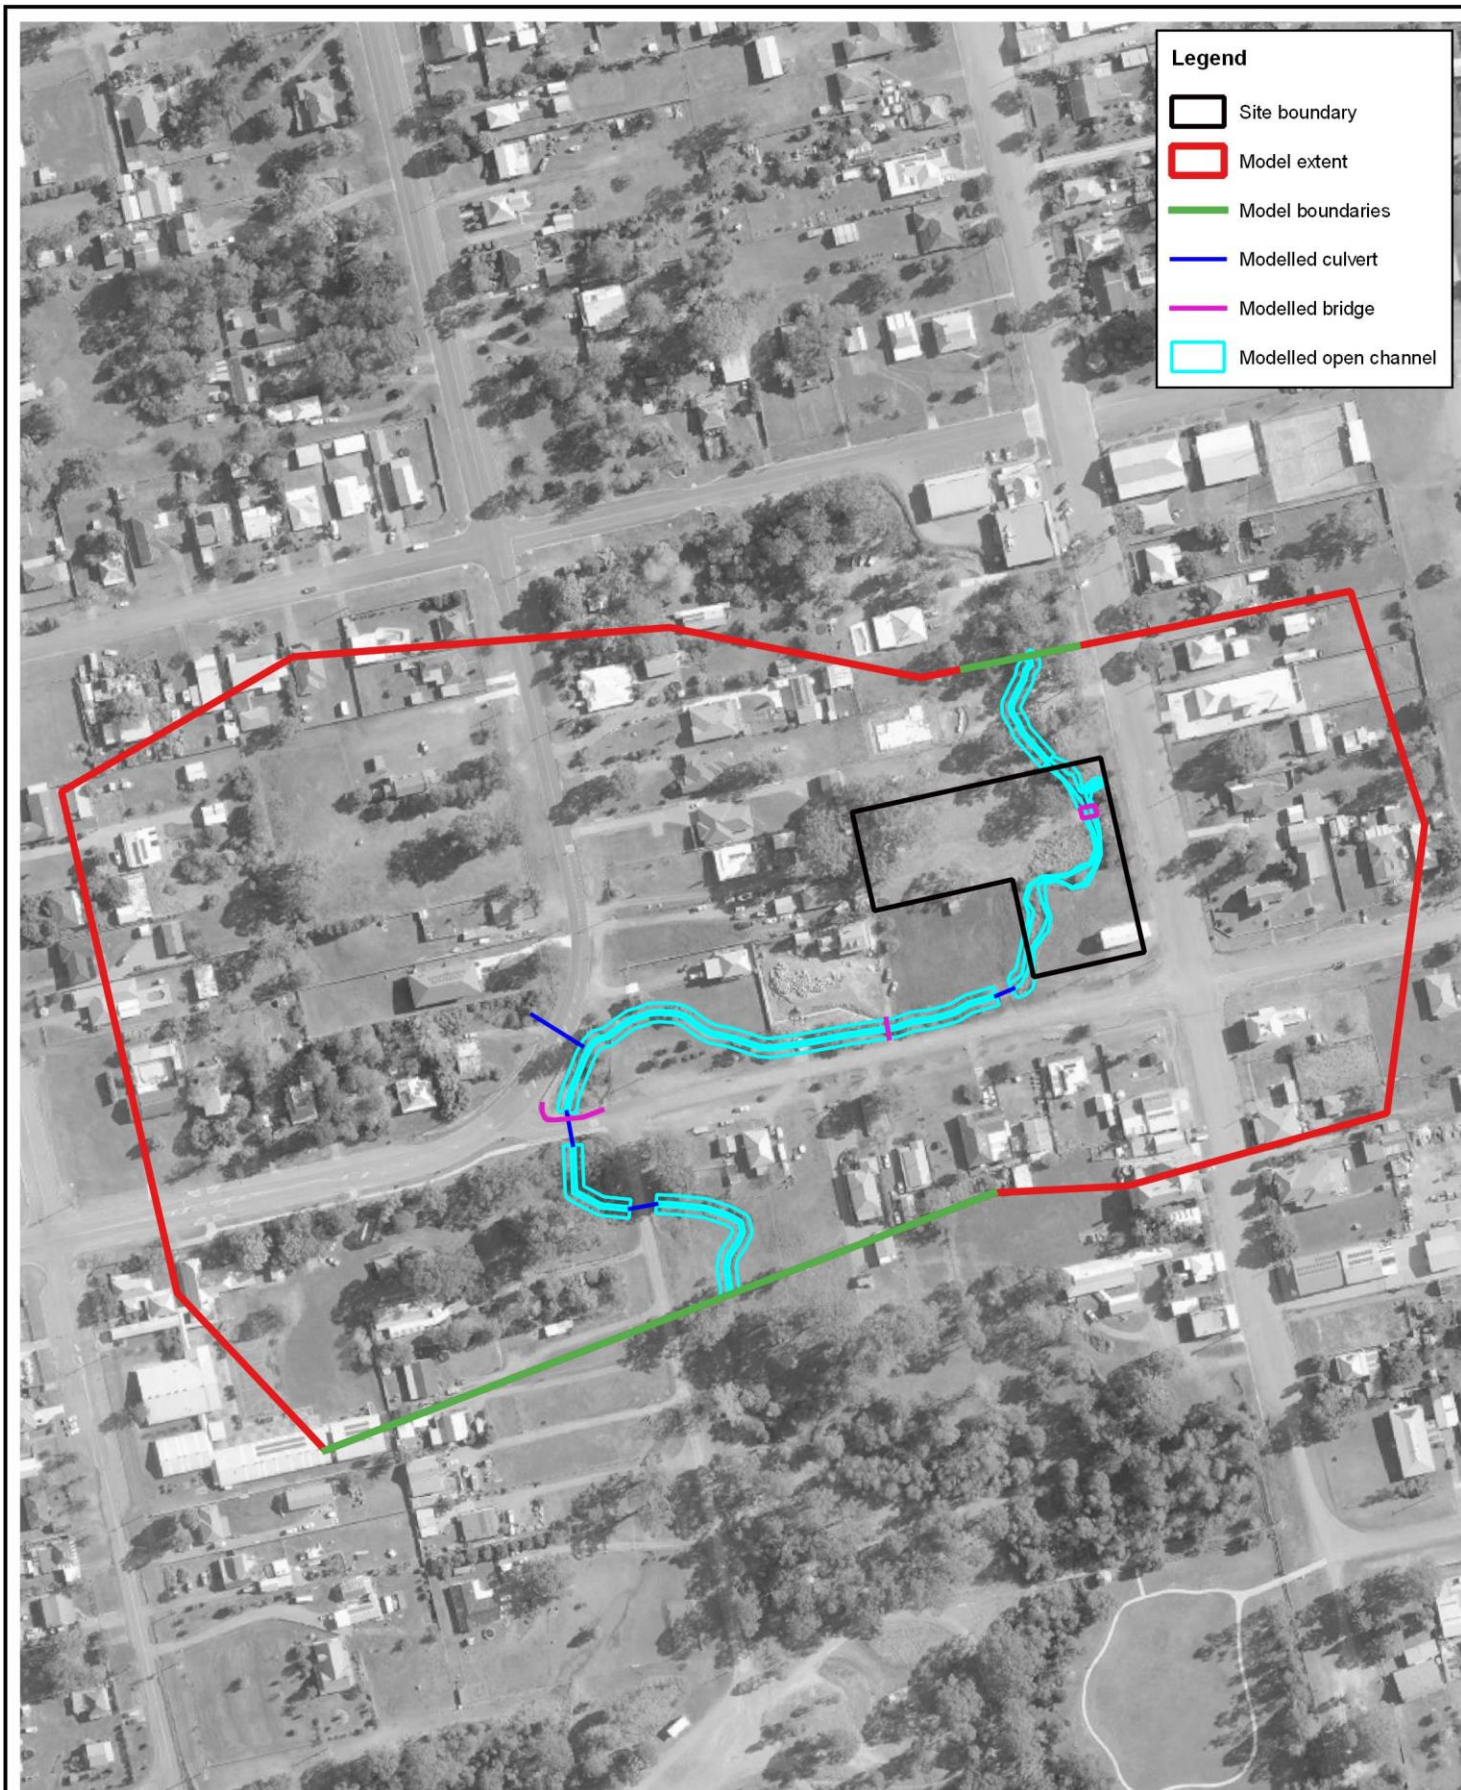 Legend
Site boundary
Model extent
Model boundaries
Modelled culvert
Modelled bridge
Modelled open channel